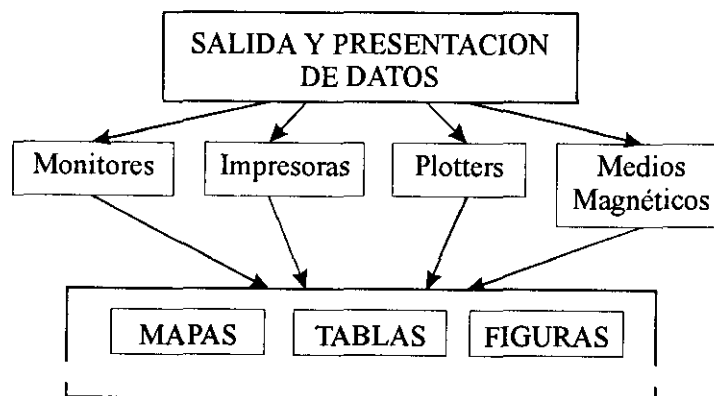 SALIDA Y PRESENTACION
DE DATOS
Monitores
Impresoras
Plotters
Medios
Magnéticos
MAPAS
TABLAS
FIGURAS